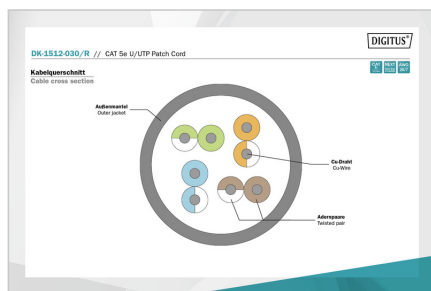 DIGITUS®
DK-1512-030/R // CAT 5e U/UTP Patch Cord
Kabelquerschnitt
Cable cross section
Außenmantel
Outer jacket
Cu-Draht
Cu-Wire
Adernpaare
Twisted pair